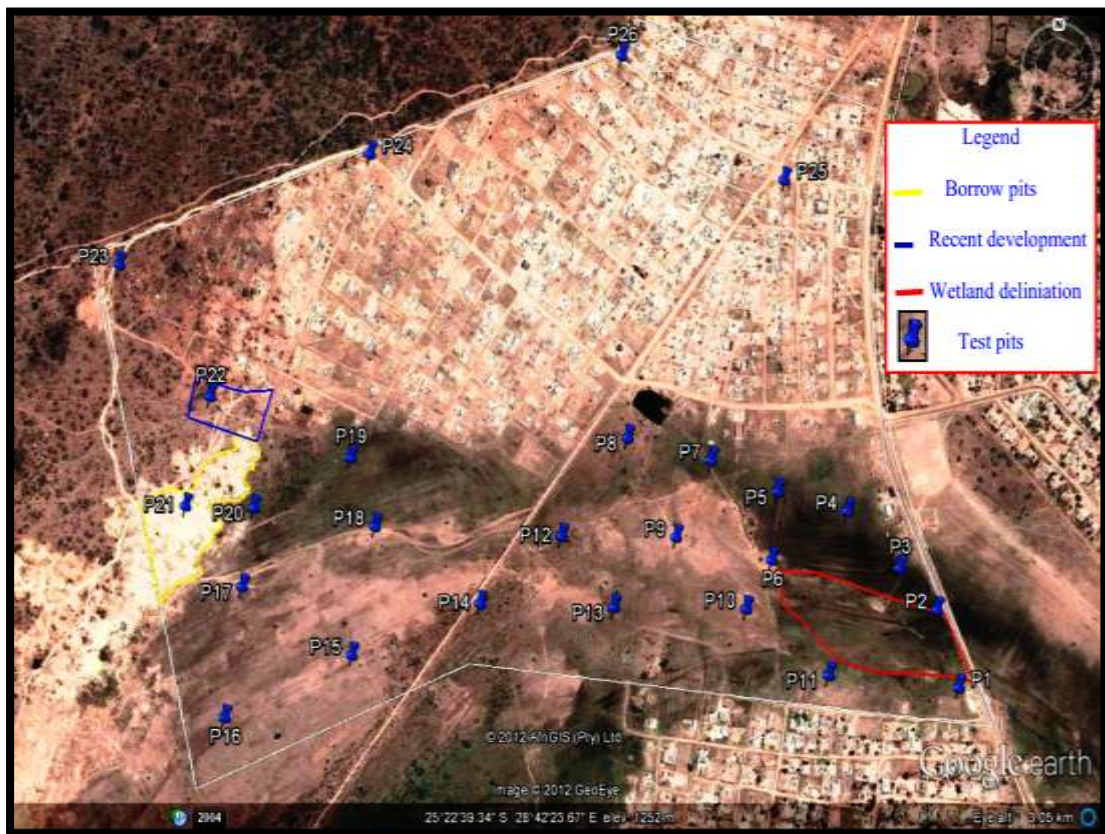 P26
P24
P25
P23
Legend
Borrow pits
Recent development
Wetland deliniation
Test pits
P22
P19
P8
P7
P21
P20
P18
P5
P4
P12
P9
P3
P17
P6
P14
P13
P10
P2
P15
P11
P1
P16
© 2012 AfriGIS (Pty) Ltd
Image © 2012 GeoEye
Google earth
2004
25°22'39.34" S 28°42'23.67" E elev 1252 m
Eye alt 3.05 km